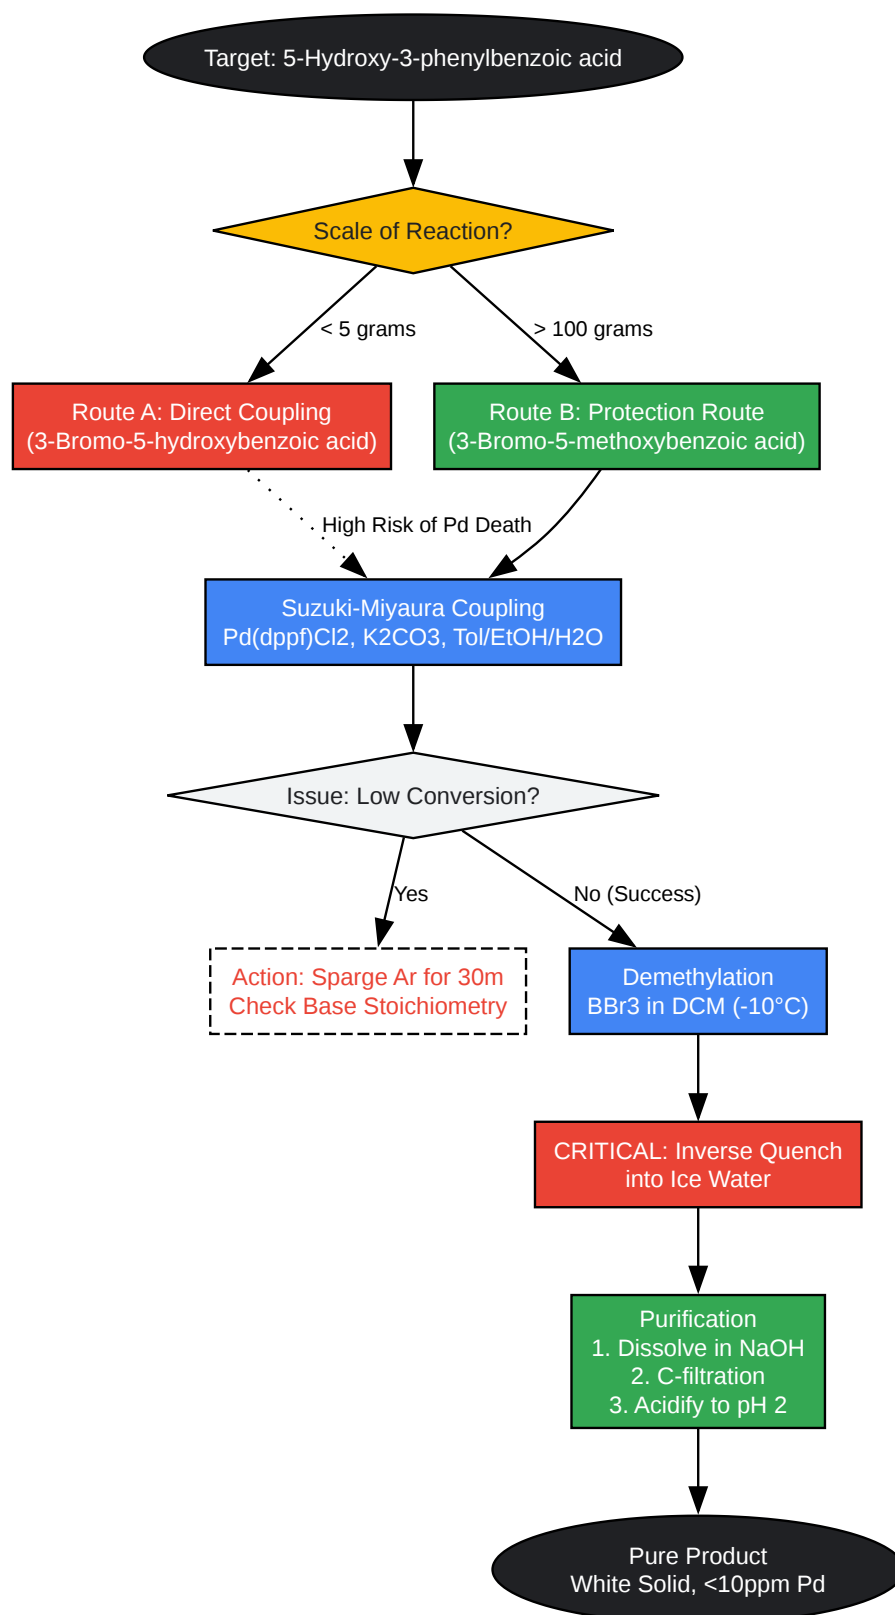 Target: 5-Hydroxy-3-phenylbenzoic acid
Scale of Reaction?
< 5 grams
> 100 grams
Route A: Direct Coupling
(3-Bromo-5-hydroxybenzoic acid)
Route B: Protection Route
(3-Bromo-5-methoxybenzoic acid)
High Risk of Pd Death
Suzuki-Miyaura Coupling
Pd(dppf)Cl2, K2CO3, Tol/EtOH/H2O
Issue: Low Conversion?
Yes
No (Success)
Action: Sparge Ar for 30m
Check Base Stoichiometry
Demethylation
BBr3 in DCM (-10°C)
CRITICAL: Inverse Quench
into Ice Water
Purification
1. Dissolve in NaOH
2. C-filtration
3. Acidify to pH 2
Pure Product
White Solid, <10ppm Pd